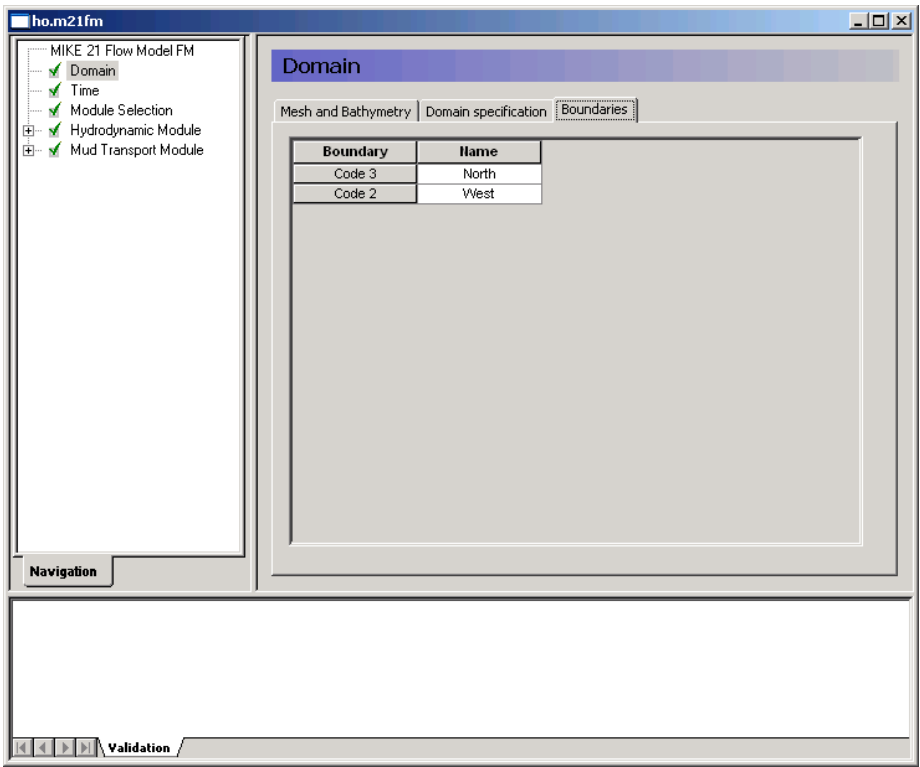 ho.m21fm
MIKE 21 Flow Model FM
Domain
Time
Module Selection
Hydrodynamic Module
Mud Transport Module
Navigation
Domain
Mesh and Bathymetry Domain specification Boundaries
Boundary Name
Code 3 North
Code 2 West
Validation